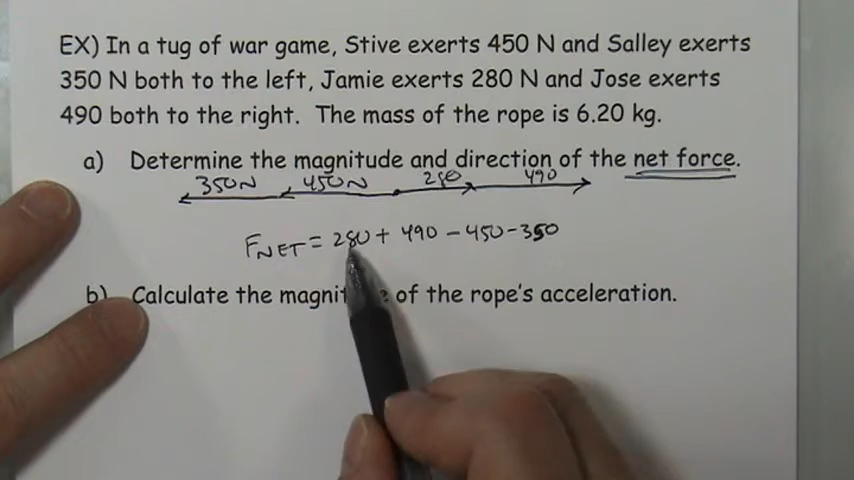 EX) In a tug of war game, Stive exerts 450 N and Salley exerts
350 N both to the left, Jamie exerts 280 N and Jose exerts
490 both to the right. The mass of the rope is 6.20 kg.
a) Determine the magnitude and direction of the net force.
350N 450N 280 490
FNET = 280 + 490 - 450 - 350
b) Calculate the of the rope's acceleration.